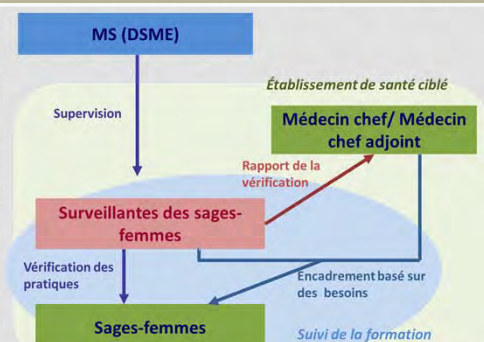 MS (DSME)
Établissement de santé ciblé
Supervision
Médecin chef/ Médecin
chef adjoint
Rapport de la
vérification
Surveillantes des sages-
femmes
Vérification des
pratiques
Encadrement basé sur
des besoins
Sages-femmes
Suivi de la formation